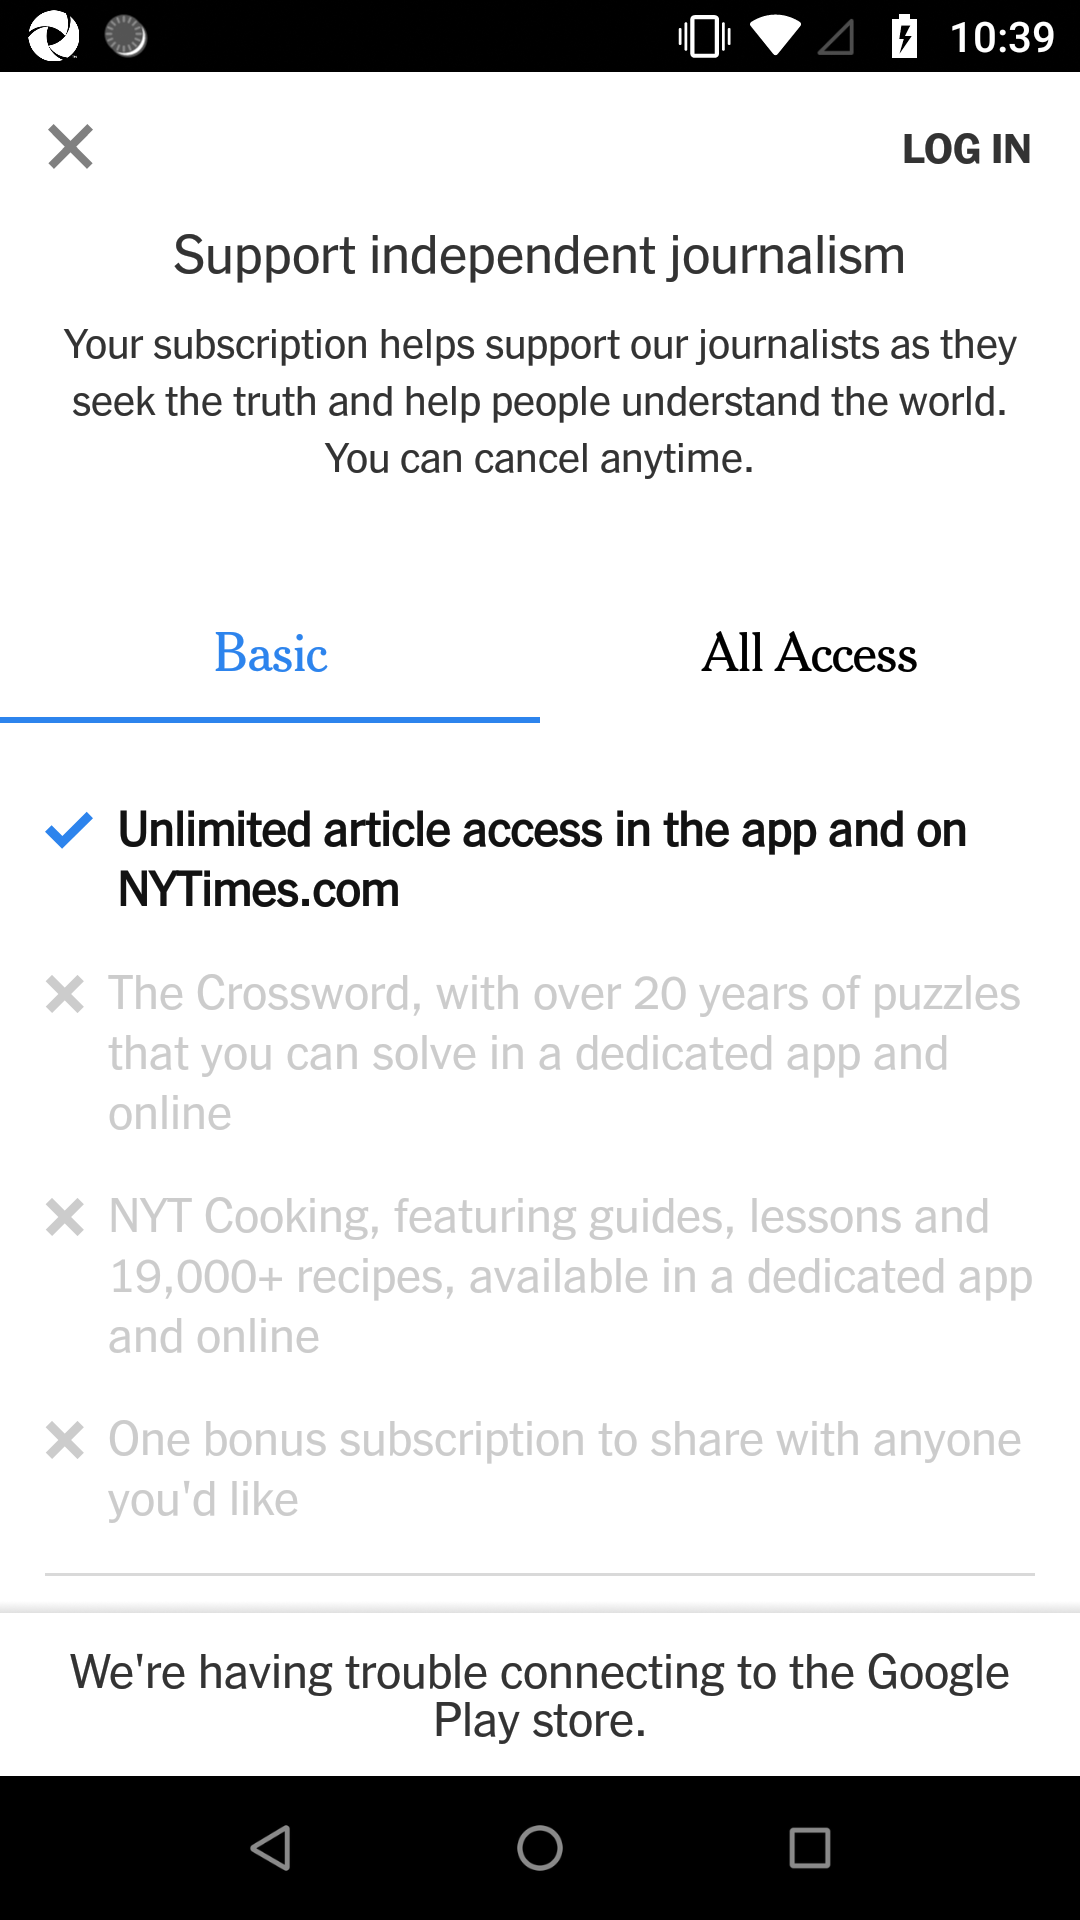 10:39
LOG IN
Support independent journalism
Your subscription helps support our journalists as they
seek the truth and help people understand the world.
You can cancel anytime.
Basic
All Access
Unlimited article access in the app and on
NYTimes.com
The Crossword, with over 20 years of puzzles
that you can solve in a dedicated app and
online
NYT Cooking, featuring guides, lessons and
19,000+ recipes, available in a dedicated app
and online
One bonus subscription to share with anyone
you'd like
We're having trouble connecting to the Google
Play store.